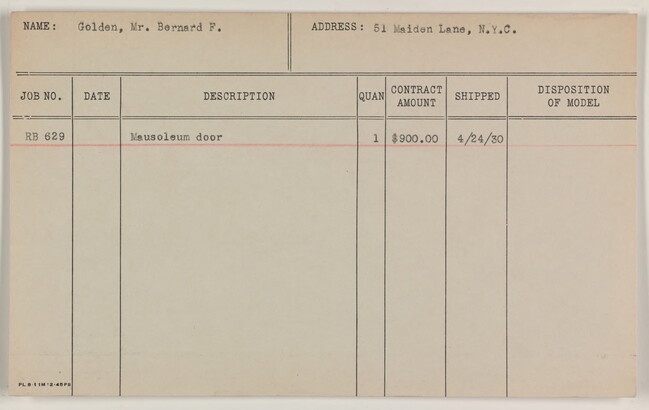 NAME: Golden, Mr. Bernard F. ADDRESS: 51 Maiden Lane, N.Y.C.
JOB NO. DATE DESCRIPTION QUAN CONTRACT AMOUNT SHIPPED DISPOSITION OF MODEL
RB 629 Mausoleum door 1 $900.00 4/24/30